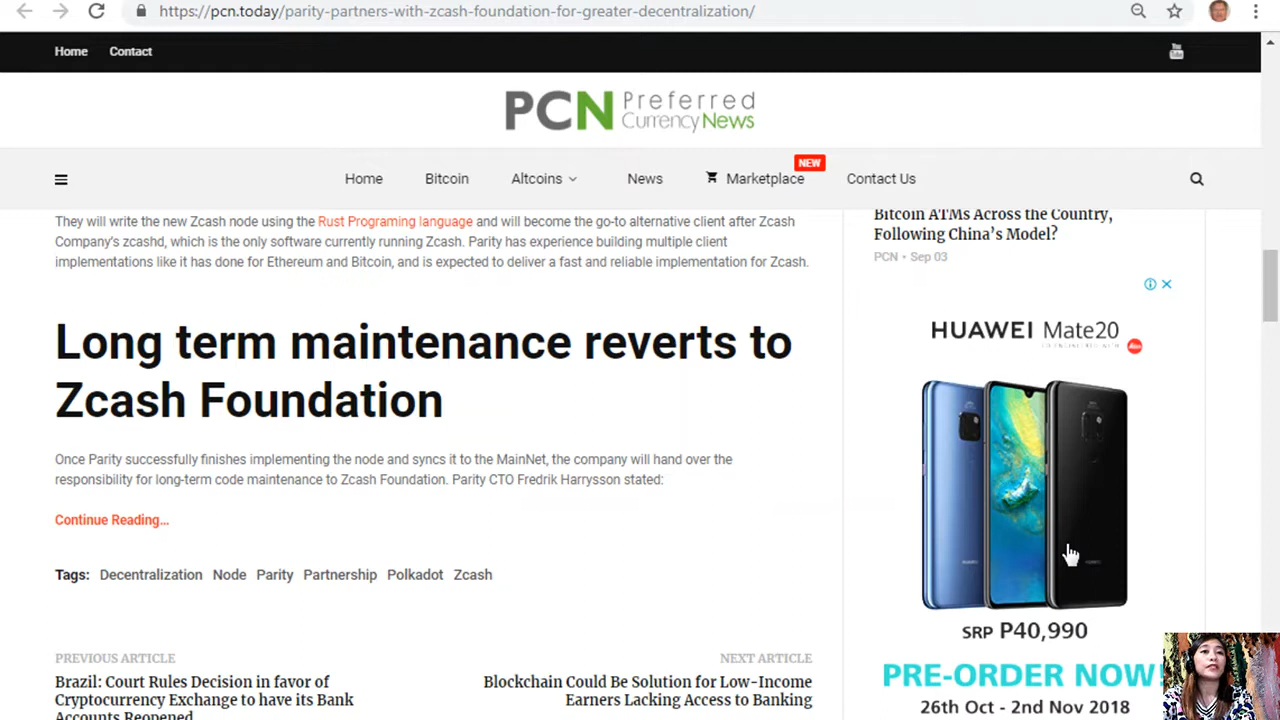 https://pcn.today/parity-partners-with-zcash-foundation-for-greater-decentralization/
Home Contact
You
PCN Preferred
Currency News
NEW
Home Bitcoin Altcoins News Marketplace Contact Us
They will write the new Zcash node using the Rust Programing language and will become the go-to alternative client after Zcash
Company's zcashd, which is the only software currently running Zcash. Parity has experience building multiple client
implementations like it has done for Ethereum and Bitcoin, and is expected to deliver a fast and reliable implementation for Zcash.
Long term maintenance reverts to
Zcash Foundation
Once Parity successfully finishes implementing the node and syncs it to the MainNet, the company will hand over the
responsibility for long-term code maintenance to Zcash Foundation. Parity CTO Fredrik Harrysson stated:
Continue Reading...
Tags: Decentralization Node Parity Partnership Polkadot Zcash
PREVIOUS ARTICLE
Brazil: Court Rules Decision in favor of
Cryptocurrency Exchange to have its Bank
Accounts Reopened
NEXT ARTICLE
Blockchain Could Be Solution for Low-Income
Earners Lacking Access to Banking
Bitcoin ATMs Across the Country,
Following China's Model?
PCN • Sep 03
HUAWEI Mate20
SRP P40,990
PRE-ORDER NOW!
26th Oct - 2nd Nov 2018